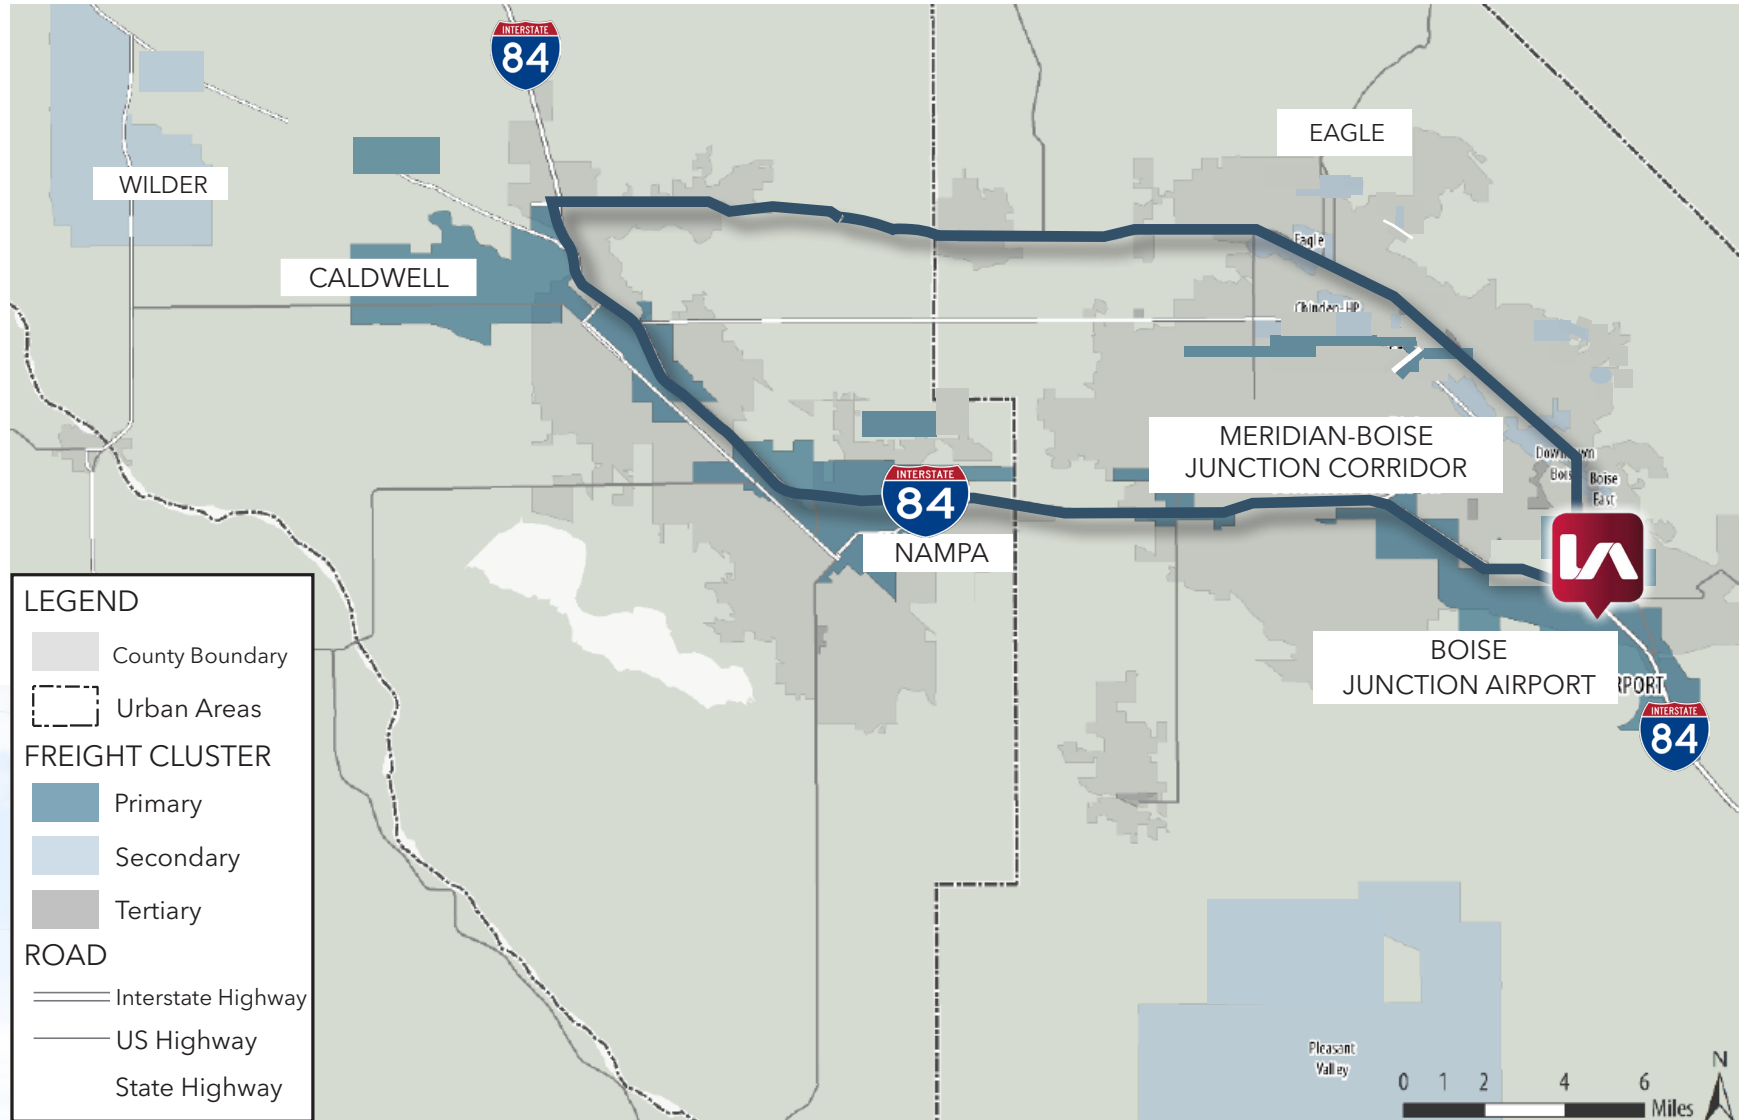 INTERSTATE
84
EAGLE
WILDER
CALDWELL
Eagle
Chinden-HP
MERIDIAN-BOISE
JUNCTION CORRIDOR
Boise
East
INTERSTATE
84
NAMPA
BOISE
JUNCTION AIRPORT
RPORT
INTERSTATE
84
LEGEND
County Boundary
Urban Areas
FREIGHT CLUSTER
Primary
Secondary
Tertiary
ROAD
Interstate Highway
US Highway
State Highway
Pleasant
Valley
N
0 1 2 4 6
Miles